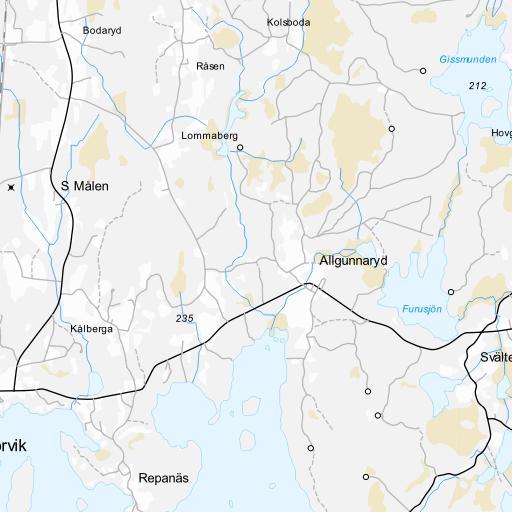 Kolsboda
Bodaryd
Gissmunden
Råsen
212
Lommaberg
Hovg
S Målen
Allgunnaryd
Furusjön
235
Kålberga
Svälte
rvik
Repanäs